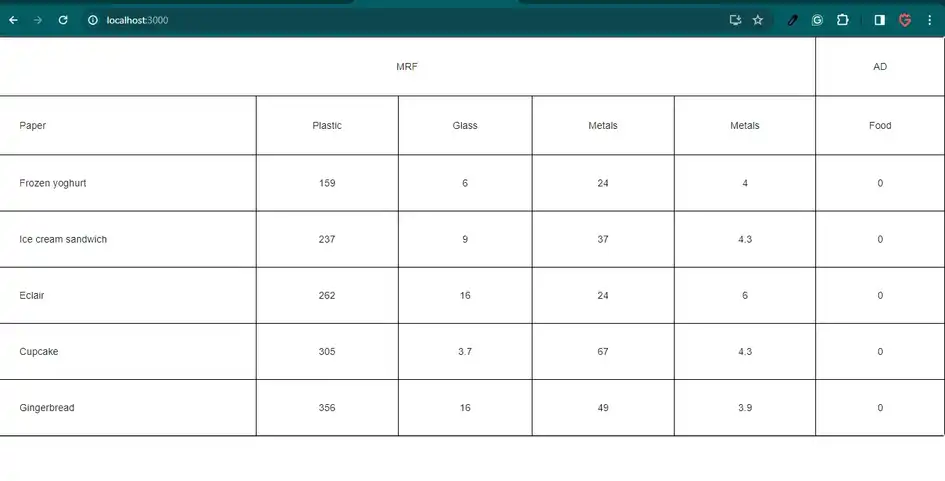 localhost:3000
MRF AD
Paper Plastic Glass Metals Metals Food
Frozen yoghurt 159 6 24 4 0
Ice cream sandwich 237 9 37 4.3 0
Eclair 262 16 24 6 0
Cupcake 305 3.7 67 4.3 0
Gingerbread 356 16 49 3.9 0